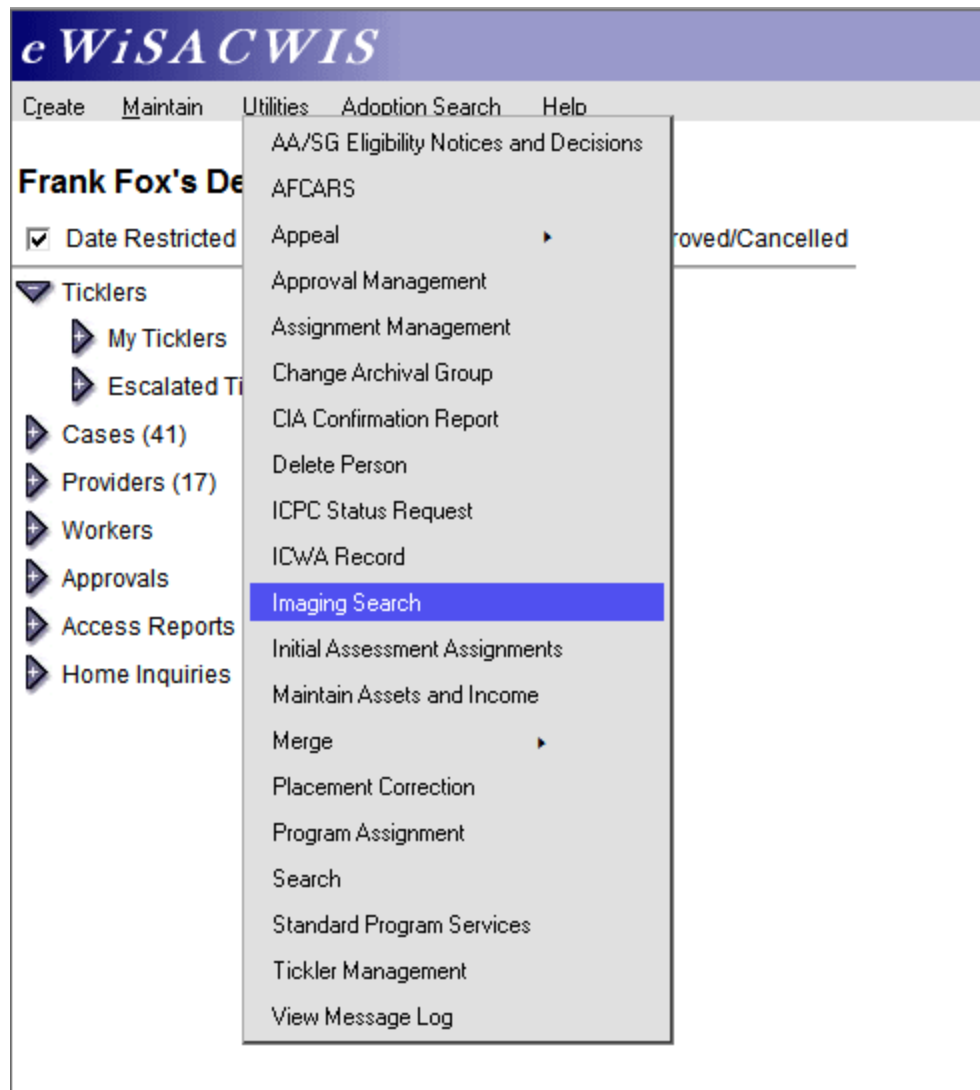 e WiSACWIS
Create Maintain Utilities Adoption Search Help
Frank Fox's De
Date Restricted
roved/Cancelled
Ticklers
My Ticklers
Escalated Ti
Cases (41)
Providers (17)
Workers
Approvals
Access Reports
Home Inquiries
AA/SG Eligibility Notices and Decisions
AFCARS
Appeal
Approval Management
Assignment Management
Change Archival Group
CIA Confirmation Report
Delete Person
ICPC Status Request
ICWA Record
Imaging Search
Initial Assessment Assignments
Maintain Assets and Income
Merge
Placement Correction
Program Assignment
Search
Standard Program Services
Tickler Management
View Message Log